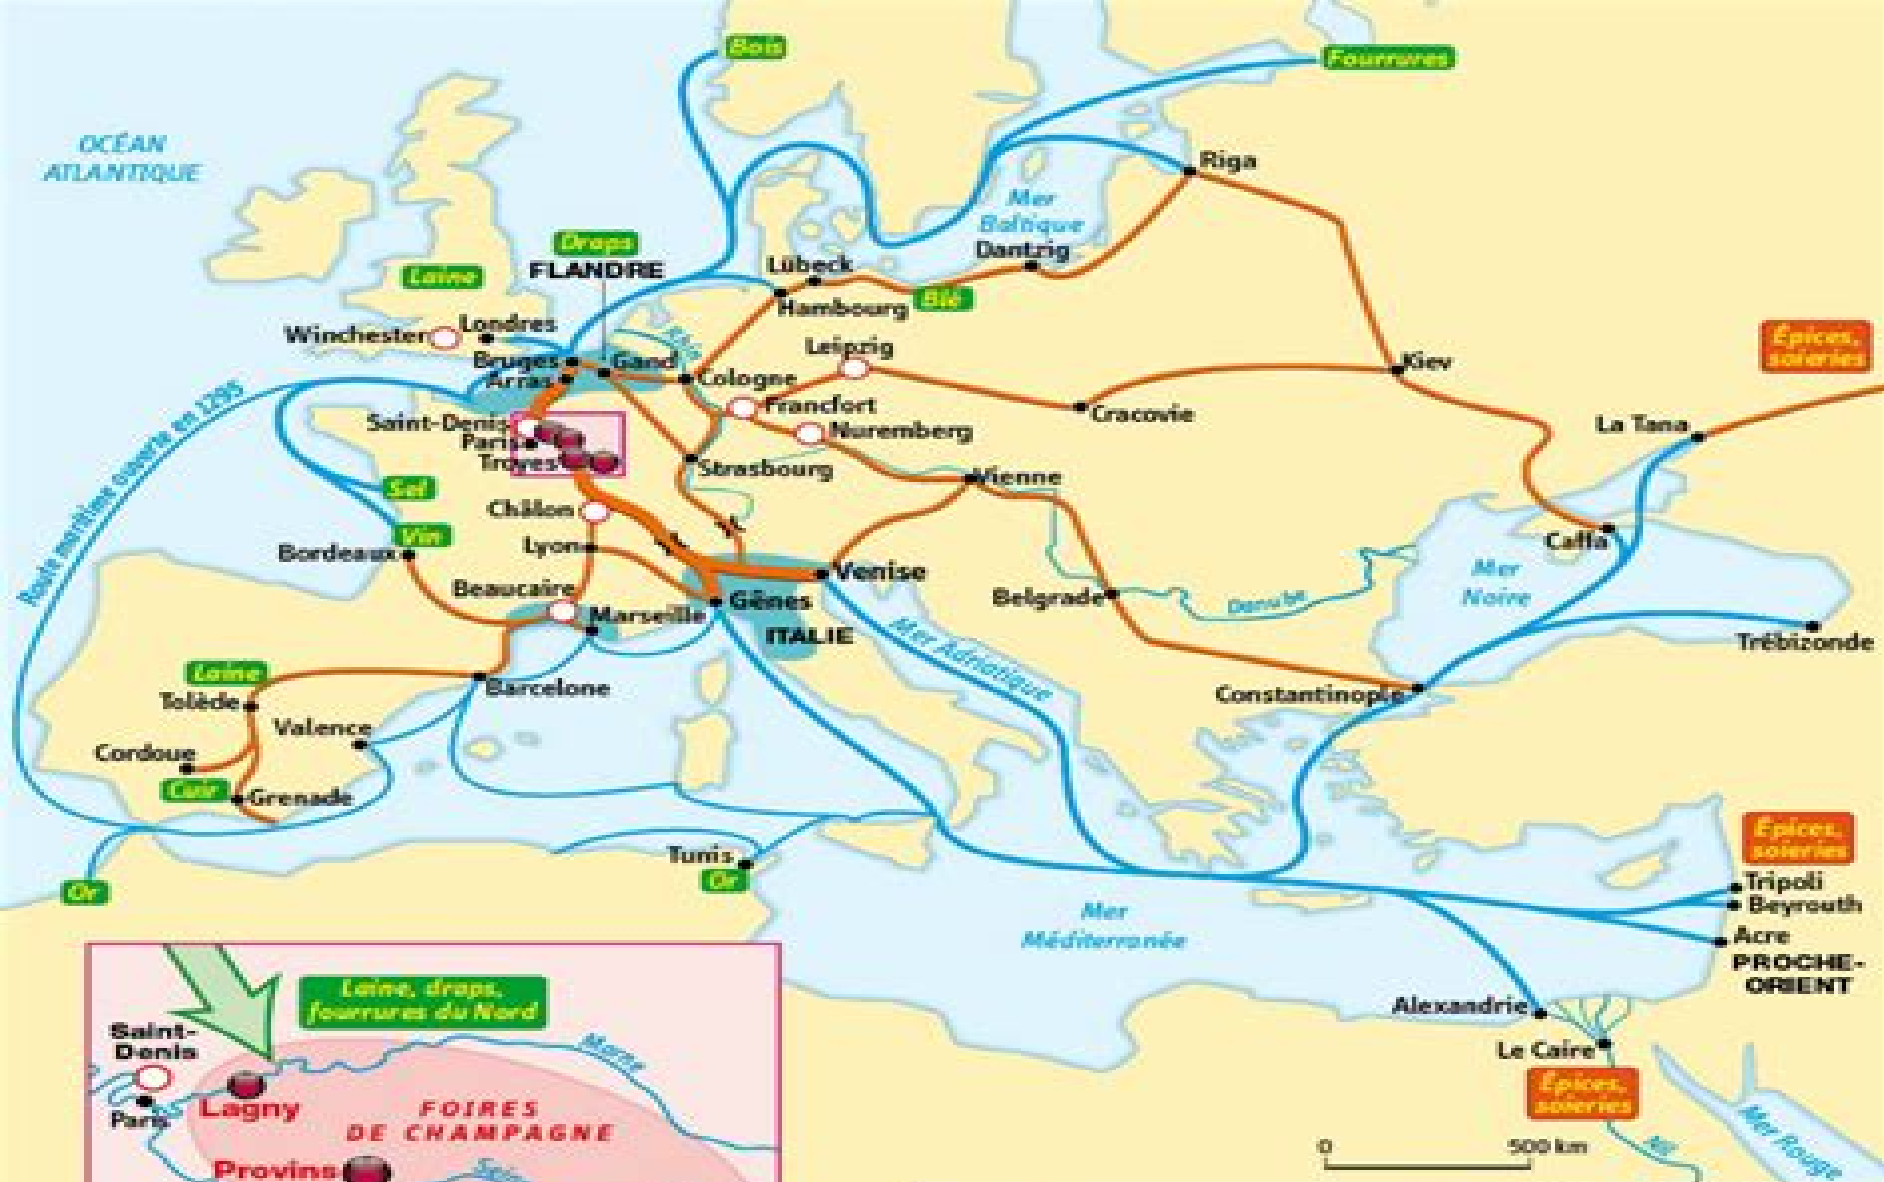 Bois
Fourrures
OCÉAN
ATLANTIQUE
Riga
Mer
Baltique
Dantzig
Draps
FLANDRE
Laine
Lübeck
Blé
Hambourg
Winchester
Londres
Leipzig
Rhin
Bruges
Gand
Arras
Cologne
Kiev
Épices,
soieries
Route maritime ouverte en 1295
Francfort
Cracovie
Saint-Denis
Paris
Nuremberg
La Tana
Troyes
Strasbourg
Vienne
Sel
Châlon
Vin
Lyon
Bordeaux
Caffa
Venise
Mer
Noire
Beaucaire
Gênes
Belgrade
Danube
Marseille
ITALIE
Mer Adriatique
Trébizonde
Laine
Barcelone
Constantinople
Tolède
Valence
Cordoue
Cuir
Grenade
Tunis
Or
Or
Épices,
soieries
Tripoli
Beyrouth
Mer
Méditerranée
Acre
PROCHE-
ORIENT
Alexandrie
Le Caire
Épices,
soieries
Nil
Mer Rouge
0 500 km
Laine, draps,
fourrures du Nord
Saint-
Denis
Paris
Marne
Lagny
FOIRES
DE CHAMPAGNE
Provins